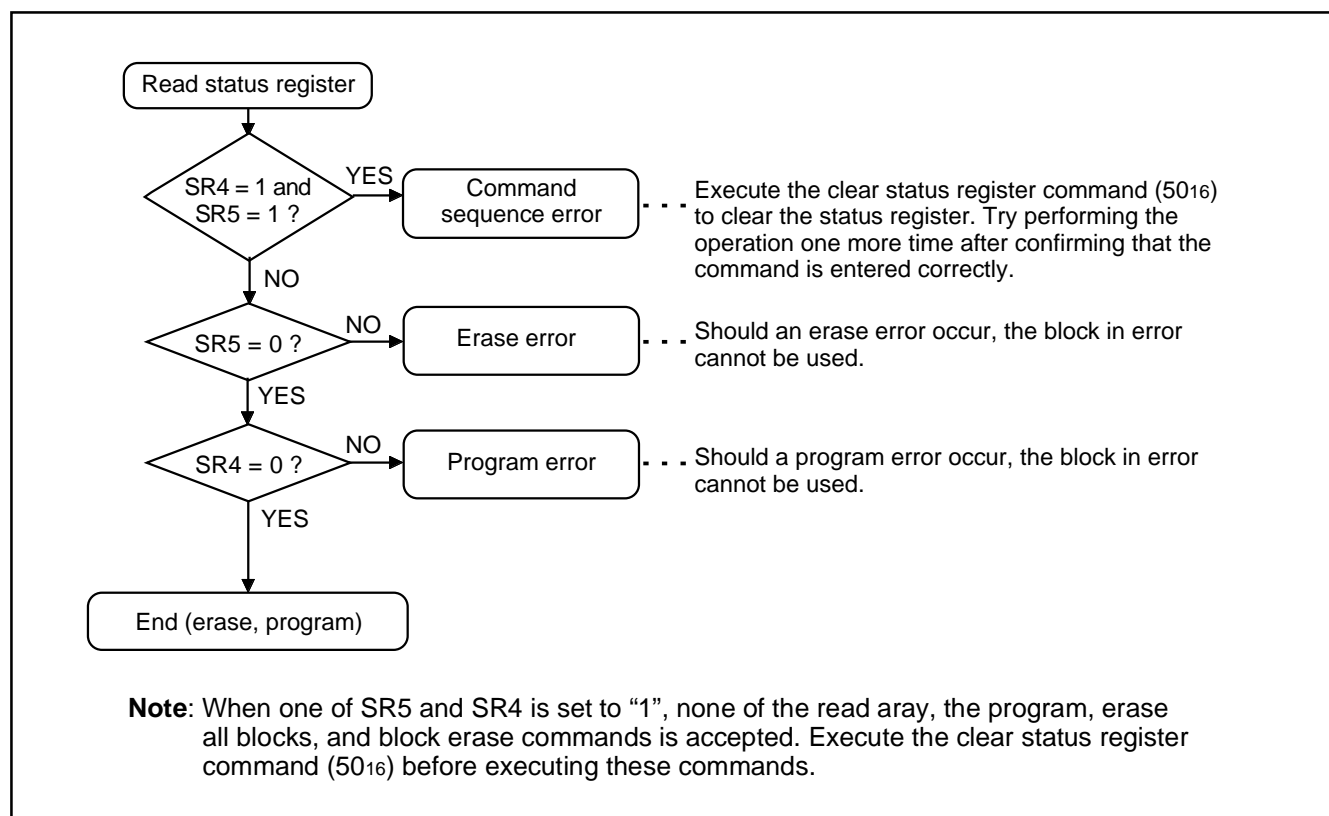 Read status register
SR4 = 1 and
SR5 = 1 ?
YES
Command
sequence error
Execute the clear status register command (5016)
to clear the status register. Try performing the
operation one more time after confirming that the
command is entered correctly.
NO
SR5 = 0 ?
NO
Erase error
Should an erase error occur, the block in error
cannot be used.
YES
SR4 = 0 ?
NO
Program error
Should a program error occur, the block in error
cannot be used.
YES
End (erase, program)
Note: When one of SR5 and SR4 is set to “1”, none of the read aray, the program, erase
all blocks, and block erase commands is accepted. Execute the clear status register
command (5016) before executing these commands.